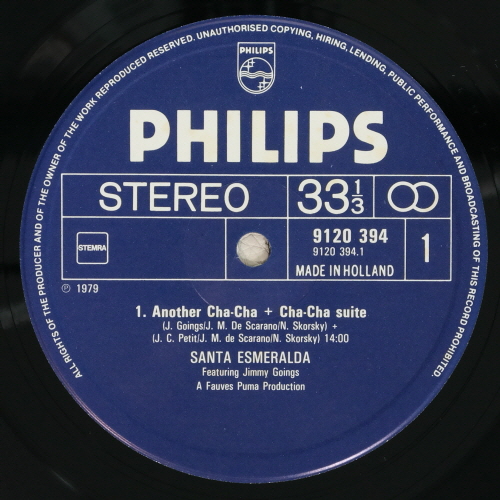 ALL RIGHTS OF THE PRODUCER AND OF THE OWNER OF THE WORK REPRODUCED RESERVED. UNAUTHORISED COPYING, HIRING, LENDING, PUBLIC PERFORMANCE AND BROADCASTING OF THIS RECORD PROHIBITED.
PHILIPS
PHILIPS
STEREO 33 1/3
STEMRA
9120 394
9120 394.1
1
MADE IN HOLLAND
℗ 1979
1. Another Cha-Cha + Cha-Cha suite
(J. Goings/J. M. De Scarano/N. Skorsky) +
(J. C. Petit/J. M. de Scarano/N. Skorsky) 14:00
SANTA ESMERALDA
Featuring Jimmy Goings
A Fauves Puma Production